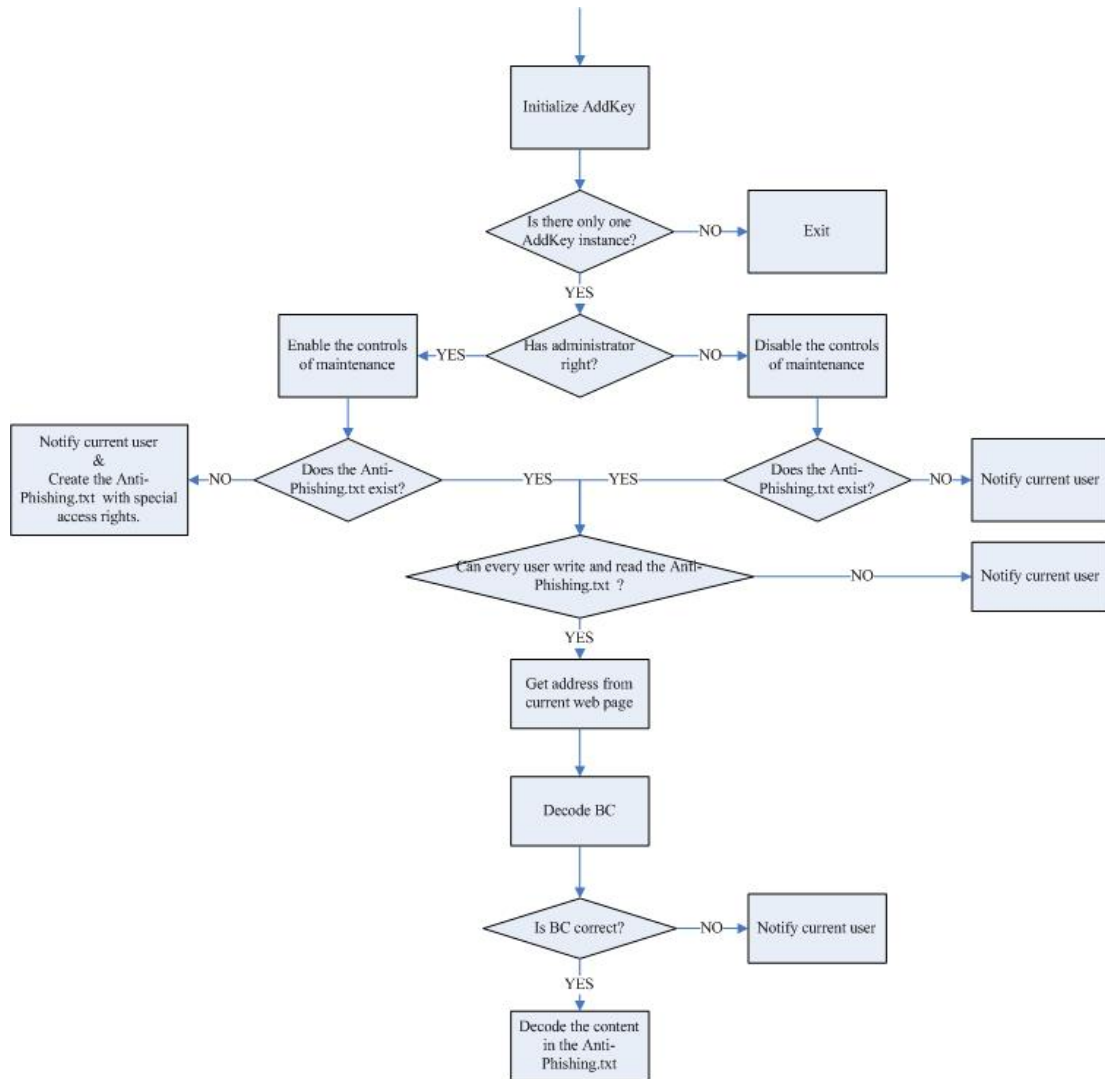 Initialize AddKey
Is there only one
AddKey instance?
NO
Exit
YES
Enable the controls
of maintenance
YES
Has administrator
right?
NO
Disable the controls
of maintenance
Notify current user
&
Create the Anti-
Phishing.txt with special
access rights.
NO
Does the Anti-
Phishing.txt exist?
YES
YES
Does the Anti-
Phishing.txt exist?
NO
Notify current user
Can every user write and read the Anti-
Phishing.txt ?
NO
Notify current user
YES
Get address from
current web page
Decode BC
Is BC correct?
NO
Notify current user
YES
Decode the content
in the Anti-
Phishing.txt